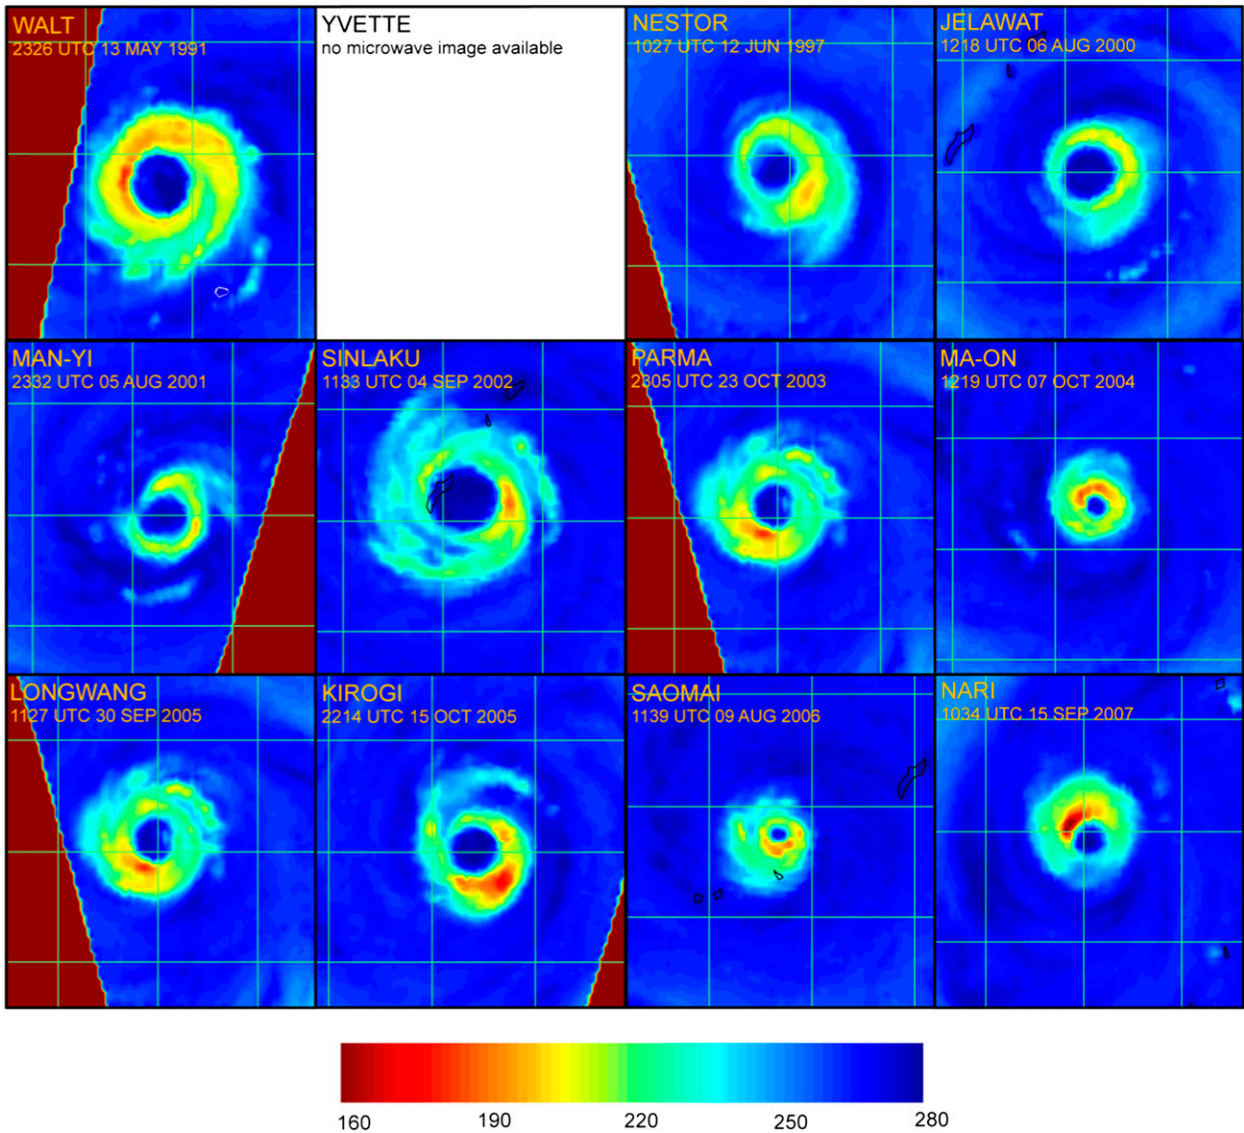 WALT
2326 UTC 13 MAY 1991
YVETTE
no microwave image available
NESTOR
1027 UTC 12 JUN 1997
JELAWAT
1218 UTC 06 AUG 2000
MAN-YI
2332 UTC 05 AUG 2001
SINLAKU
1133 UTC 04 SEP 2002
PARMA
2305 UTC 23 OCT 2003
MA-ON
1219 UTC 07 OCT 2004
LONGWANG
1127 UTC 30 SEP 2005
KIROGI
2214 UTC 15 OCT 2005
SAOMAI
1139 UTC 09 AUG 2006
NARI
1034 UTC 15 SEP 2007
160 190 220 250 280